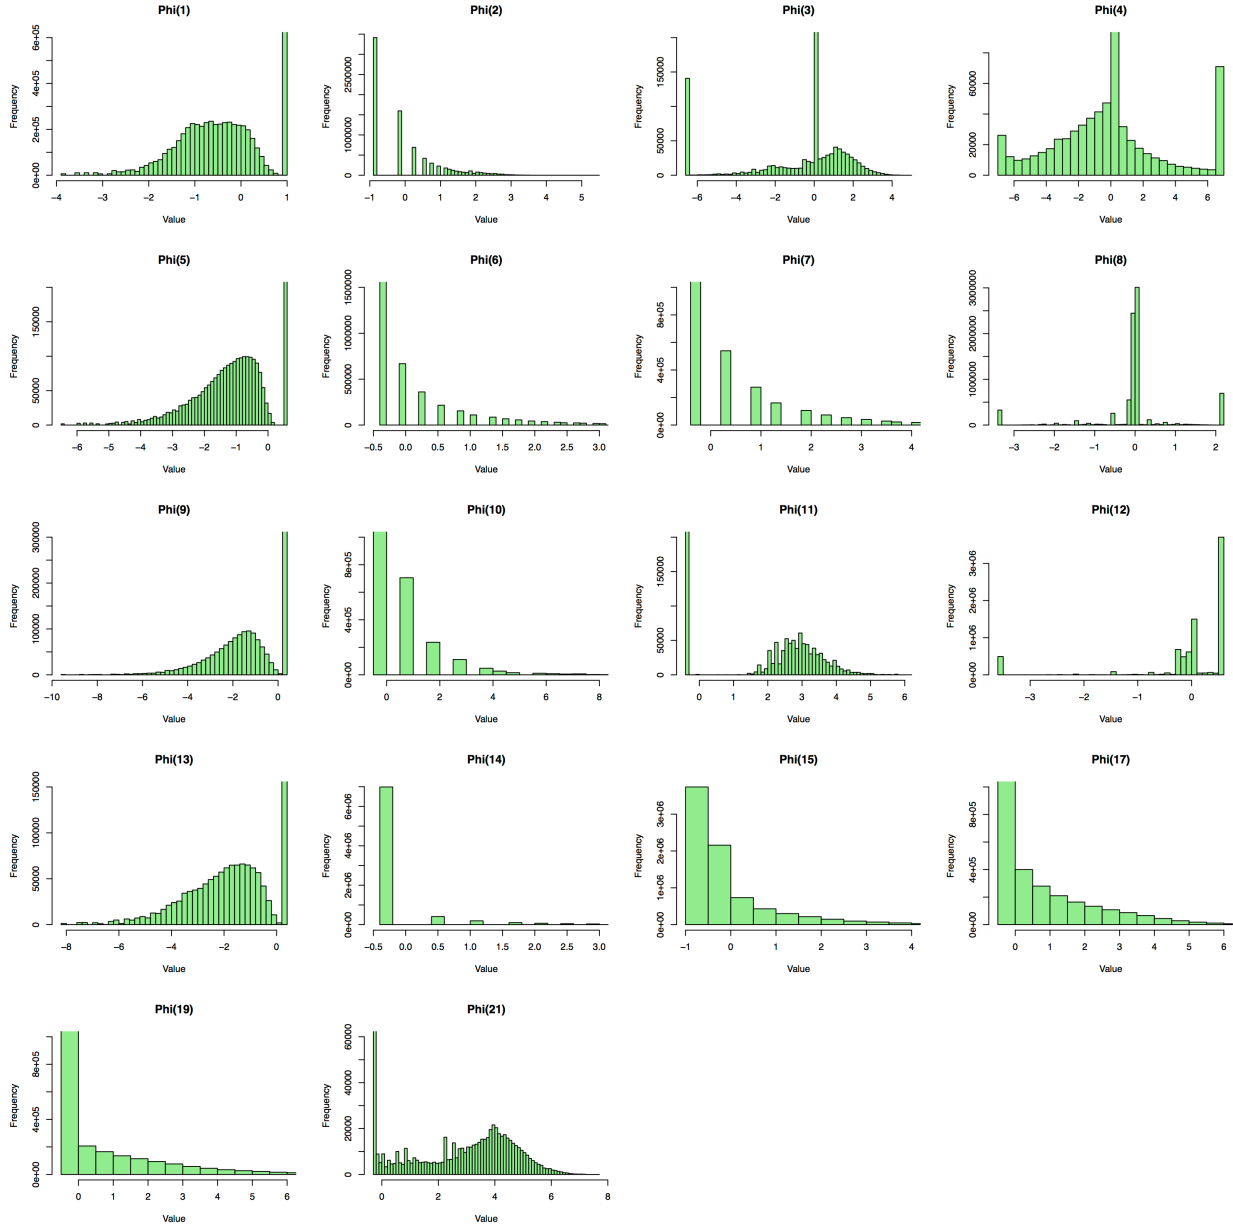 Phi(1) Phi(2) Phi(3) Phi(4)
Frequency 0e+00 2e+05 4e+05 6e+05
−4 −3 −2 −1 0 1
Value
Frequency 0 1000000 2500000
−1 0 1 2 3 5
Value
Frequency 0 50000 150000
−6 −4 −2 0 2 4
Value
Frequency 0 20000 60000
−6 −4 −2 0 2 4 6
Value
Phi(5) Phi(6) Phi(7) Phi(8)
Frequency 0 50000 150000
−6 −5 −4 −3 −2 −1 0
Value
Frequency 0 500000 1000000 1500000
−0.5 0.0 0.5 1.0 1.5 2.0 2.5 3.0
Value
Frequency 0e+00 4e+05 8e+05
0 1 2 3 4
Value
Frequency 0 1000000 2000000 3000000
−3 −2 −1 0 1 2
Value
Phi(9) Phi(10) Phi(11) Phi(12)
Frequency 0 100000 200000 300000
−10 −8 −6 −4 −2 0
Value
Frequency 0e+00 4e+05 8e+05
0 2 4 6 8
Value
Frequency 0 50000 150000
0 1 2 3 4 5 6
Value
Frequency 0e+00 1e+06 2e+06 3e+06
−3 −2 −1 0
Value
Phi(13) Phi(14) Phi(15) Phi(17)
Frequency 0 50000 100000 150000
−8 −6 −4 −2 0
Value
Frequency 0e+00 2e+06 4e+06 6e+06
−0.5 0.0 0.5 1.0 1.5 2.0 2.5 3.0
Value
Frequency 0e+00 1e+06 2e+06 3e+06
−1 0 1 2 3 4
Value
Frequency 0e+00 4e+05 8e+05
0 1 2 3 4 5 6
Value
Phi(19) Phi(21)
Frequency 0e+00 4e+05 8e+05
0 1 2 3 4 5 6
Value
Frequency 0 20000 40000 60000
0 2 4 6 8
Value